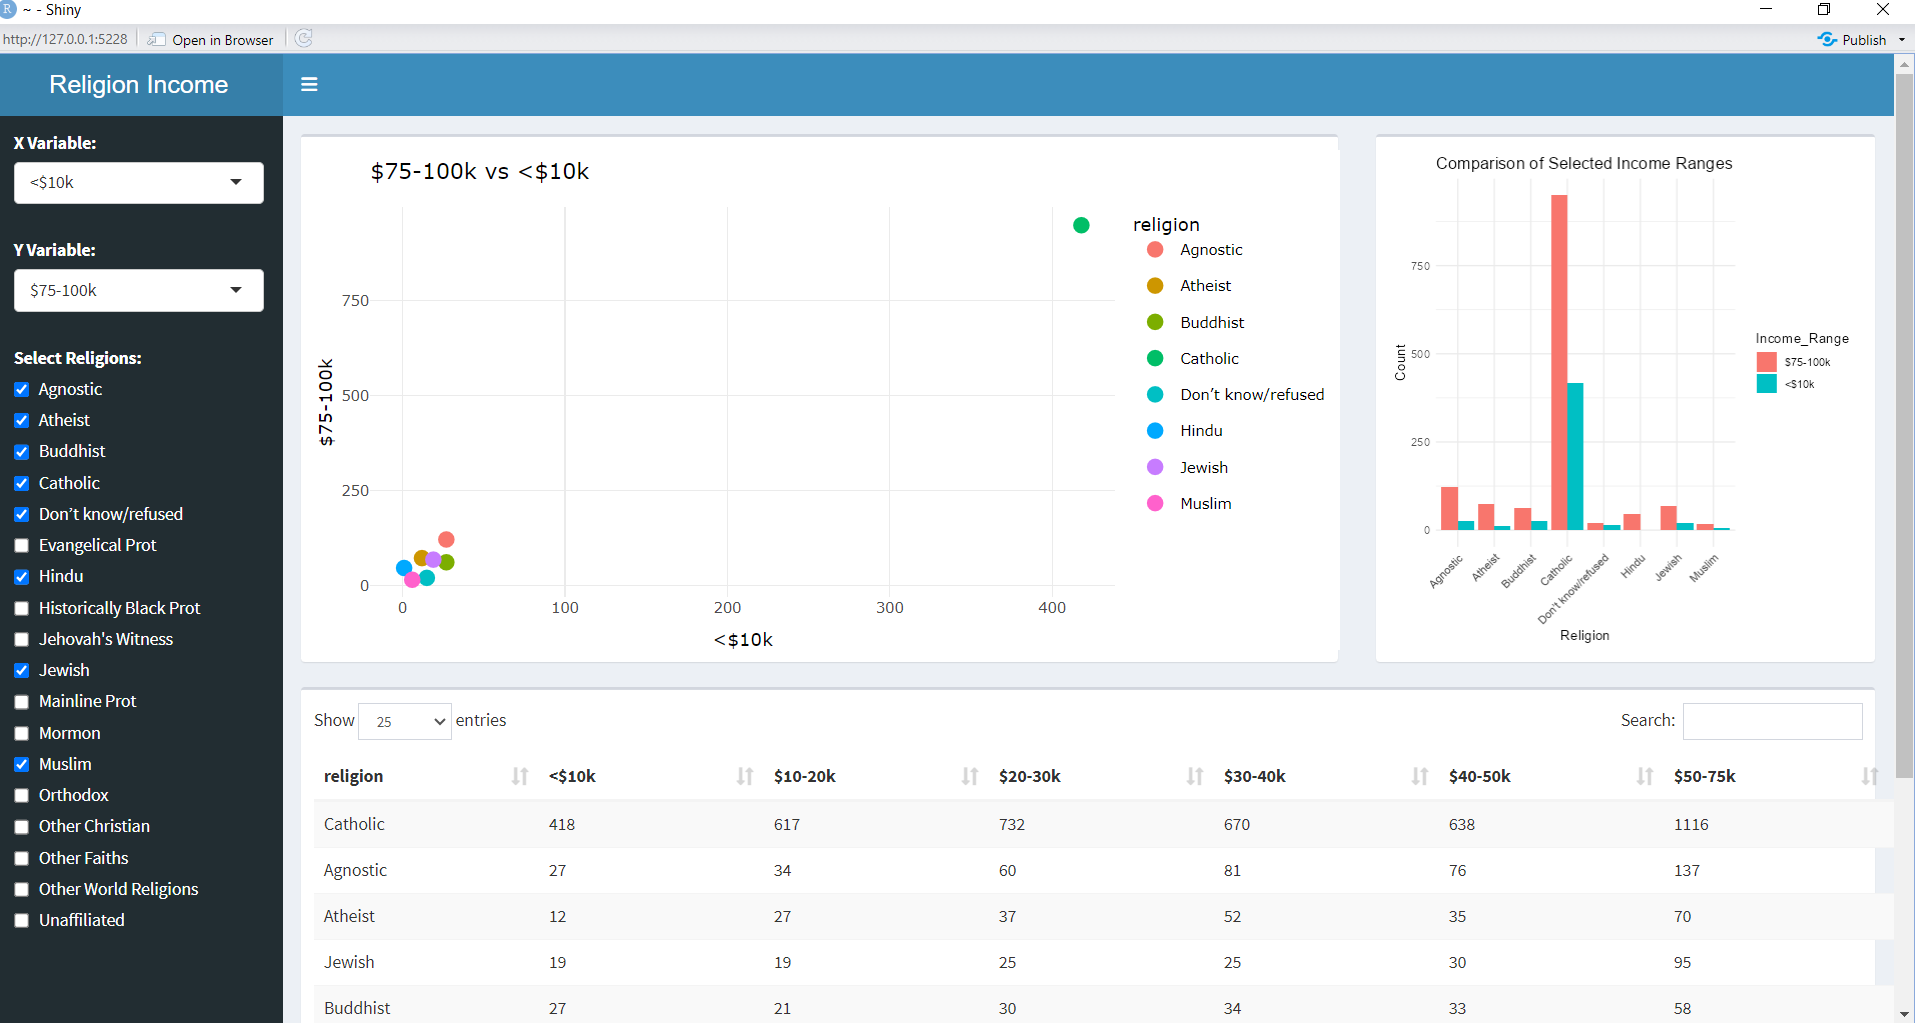 R ~ - Shiny
http://127.0.0.1:5228 Open in Browser Publish
Religion Income
X Variable:
<$10k
Y Variable:
$75-100k
Select Religions:
Agnostic
Atheist
Buddhist
Catholic
Don’t know/refused
Evangelical Prot
Hindu
Historically Black Prot
Jehovah's Witness
Jewish
Mainline Prot
Mormon
Muslim
Orthodox
Other Christian
Other Faiths
Other World Religions
Unaffiliated
$75-100k vs <$10k
$75-100k
750
500
250
0
0 100 200 300 400
<$10k
religion
Agnostic
Atheist
Buddhist
Catholic
Don’t know/refused
Hindu
Jewish
Muslim
Comparison of Selected Income Ranges
Count
750
500
250
0
Agnostic Atheist Buddhist Catholic Don’t know/refused Hindu Jewish Muslim
Religion
Income_Range
$75-100k
<$10k
Show 25 entries Search:
religion <$10k $10-20k $20-30k $30-40k $40-50k $50-75k
Catholic 418 617 732 670 638 1116
Agnostic 27 34 60 81 76 137
Atheist 12 27 37 52 35 70
Jewish 19 19 25 25 30 95
Buddhist 27 21 30 34 33 58